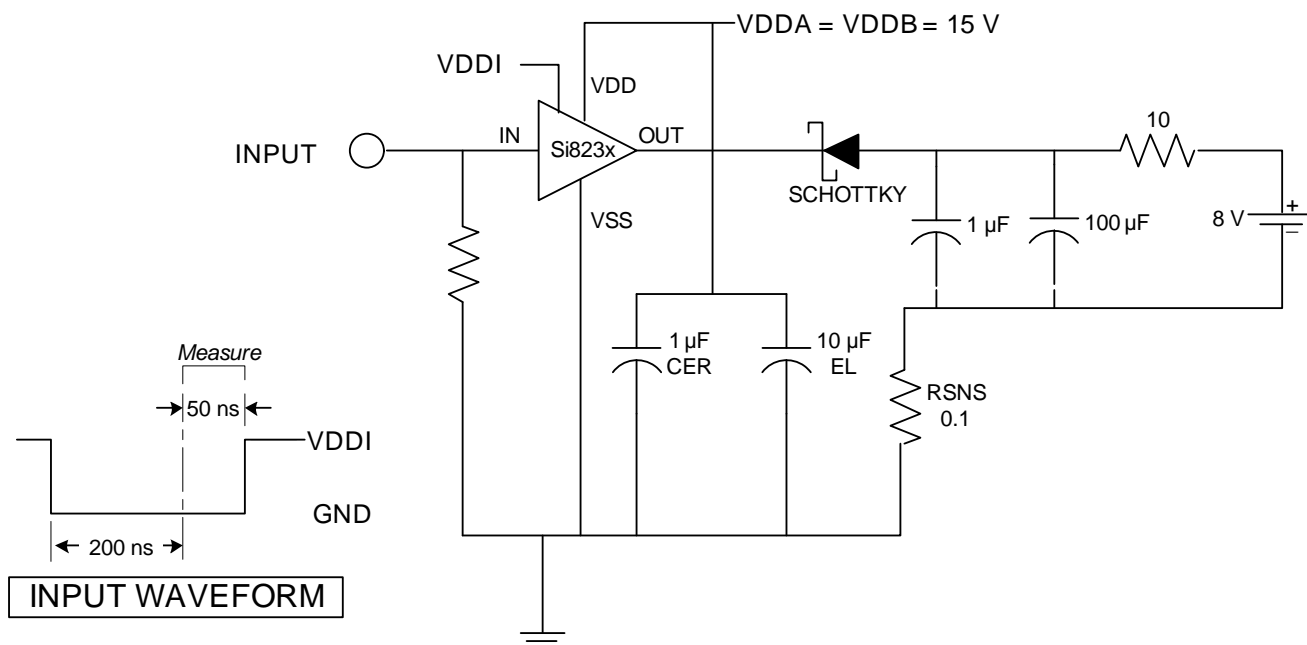 VDDA = VDDB = 15 V
VDDI
VDD
10
INPUT
IN
Si823x
OUT
SCHOTTKY
VSS
1 µF
100 µF
8 V
+
–
1 µF
CER
10 µF
EL
RSNS
0.1
Measure
50 ns
VDDI
GND
200 ns
INPUT WAVEFORM